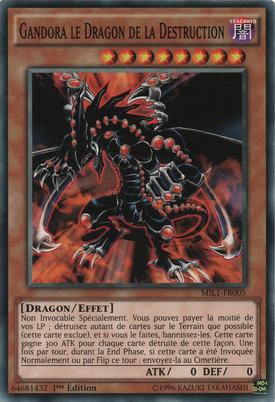 GANDORA LE DRAGON DE LA DESTRUCTION
TÉNÈBRES
闇
MIL1-FR005
[DRAGON/EFFET]
Non Invocable Spécialement. Vous pouvez payer la moitié de
vos LP ; détruisez autant de cartes sur le Terrain que possible
(cette carte exclue), et si vous le faites, bannissez-les. Cette carte
gagne 300 ATK pour chaque carte détruite de cette façon. Une
fois par tour, durant la End Phase, si cette carte a été Invoquée
Normalement ou par Flip ce tour : envoyez-la au Cimetière.
ATK/ 0 DEF/ 0
64681432 1st Edition ©1996 KAZUKI TAKAHASHI